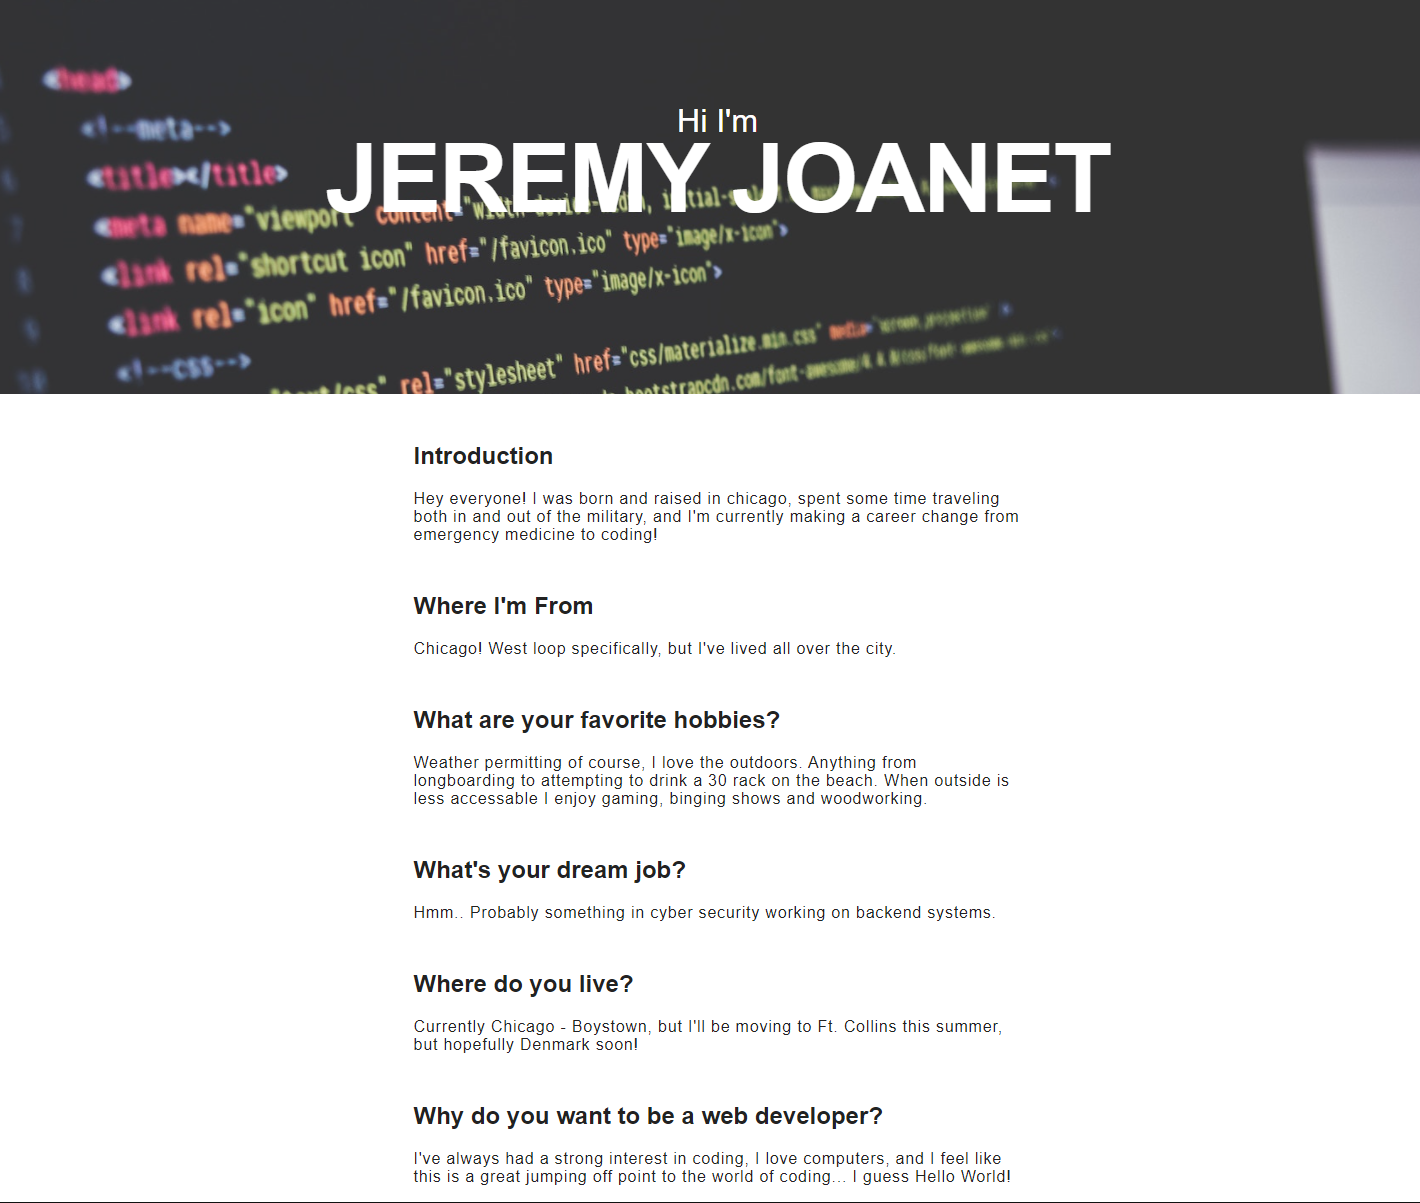 <head>
<!--meta-->
<title></title>
<meta name="viewport" content="width=device-width, initial-scale=1
<link rel="shortcut icon" href="/favicon.ico" type="image/x-icon">
<link rel="icon" href="/favicon.ico" type="image/x-icon">
<!--css-->
rel="stylesheet" href="css/materialize.min.css" media="screen,projection" >
Hi I'm
JEREMY JOANET
Introduction
Hey everyone! I was born and raised in chicago, spent some time traveling
both in and out of the military, and I'm currently making a career change from
emergency medicine to coding!
Where I'm From
Chicago! West loop specifically, but I've lived all over the city.
What are your favorite hobbies?
Weather permitting of course, I love the outdoors. Anything from
longboarding to attempting to drink a 30 rack on the beach. When outside is
less accessable I enjoy gaming, binging shows and woodworking.
What's your dream job?
Hmm.. Probably something in cyber security working on backend systems.
Where do you live?
Currently Chicago - Boystown, but I'll be moving to Ft. Collins this summer,
but hopefully Denmark soon!
Why do you want to be a web developer?
I've always had a strong interest in coding, I love computers, and I feel like
this is a great jumping off point to the world of coding... I guess Hello World!